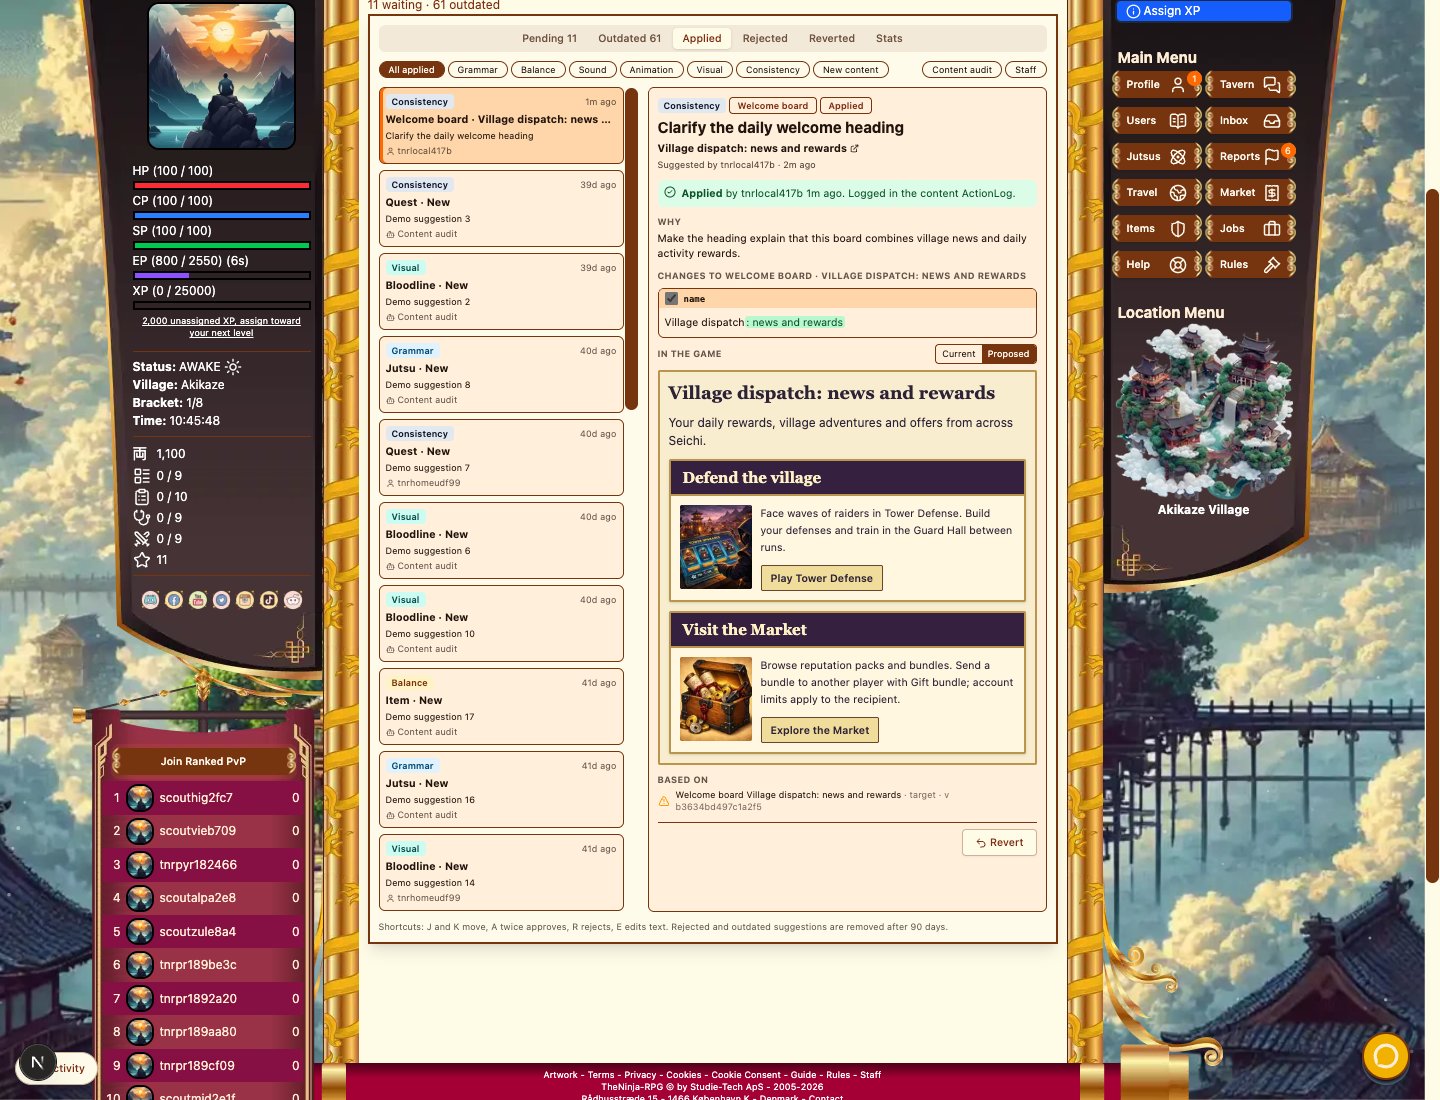 HP (100 / 100)
CP (100 / 100)
SP (100 / 100)
EP (800 / 2550) (6s)
XP (0 / 25000)
2,000 unassigned XP, assign toward
your next level
Status: AWAKE
Village: Akikaze
Bracket: 1/8
Time: 10:45:48
両 1,100
0 / 9
0 / 10
0 / 9
0 / 9
11
Join Ranked PvP
1 scouthig2fc7 0
2 scoutvieb709 0
3 tnrpyr182466 0
4 scoutalpa2e8 0
5 scoutzule8a4 0
6 tnrpr189be3c 0
7 tnrpr1892a20 0
8 tnrpr189aa80 0
9 tnrpr189cf09 0
10 scoutmid2e1f 0
N
ctivity
11 waiting · 61 outdated
Pending 11 Outdated 61 Applied Rejected Reverted Stats
All applied Grammar Balance Sound Animation Visual Consistency New content Content audit Staff
Consistency 1m ago
Welcome board · Village dispatch: news ...
Clarify the daily welcome heading
tnrlocal417b
Consistency 39d ago
Quest · New
Demo suggestion 3
Content audit
Visual 39d ago
Bloodline · New
Demo suggestion 2
Content audit
Grammar 40d ago
Jutsu · New
Demo suggestion 8
Content audit
Consistency 40d ago
Quest · New
Demo suggestion 7
tnrhomeudf99
Visual 40d ago
Bloodline · New
Demo suggestion 6
Content audit
Visual 40d ago
Bloodline · New
Demo suggestion 10
Content audit
Balance 41d ago
Item · New
Demo suggestion 17
Content audit
Grammar 41d ago
Jutsu · New
Demo suggestion 16
Content audit
Visual 41d ago
Bloodline · New
Demo suggestion 14
tnrhomeudf99
Consistency Welcome board Applied
Clarify the daily welcome heading
Village dispatch: news and rewards
Suggested by tnrlocal417b · 2m ago
Applied by tnrlocal417b 1m ago. Logged in the content ActionLog.
WHY
Make the heading explain that this board combines village news and daily
activity rewards.
CHANGES TO WELCOME BOARD · VILLAGE DISPATCH: NEWS AND REWARDS
name
Village dispatch: news and rewards
IN THE GAME
Current Proposed
Village dispatch: news and rewards
Your daily rewards, village adventures and offers from across
Seichi.
Defend the village
Face waves of raiders in Tower Defense. Build
your defenses and train in the Guard Hall between
runs.
Play Tower Defense
Visit the Market
Browse reputation packs and bundles. Send a
bundle to another player with Gift bundle; account
limits apply to the recipient.
Explore the Market
BASED ON
Welcome board Village dispatch: news and rewards · target · v
b3634bd497c1a2f5
Revert
Shortcuts: J and K move, A twice approves, R rejects, E edits text. Rejected and outdated suggestions are removed after 90 days.
Artwork - Terms - Privacy - Cookies - Cookie Consent - Guide - Rules - Staff
TheNinja-RPG © by Studie-Tech ApS - 2005-2026
Rådhusstræde 15 - 1466 København K - Denmark - Contact
Assign XP
Main Menu
Profile 1 Tavern
Users Inbox
Jutsus Reports 6
Travel Market
Items Jobs
Help Rules
Location Menu
Akikaze Village